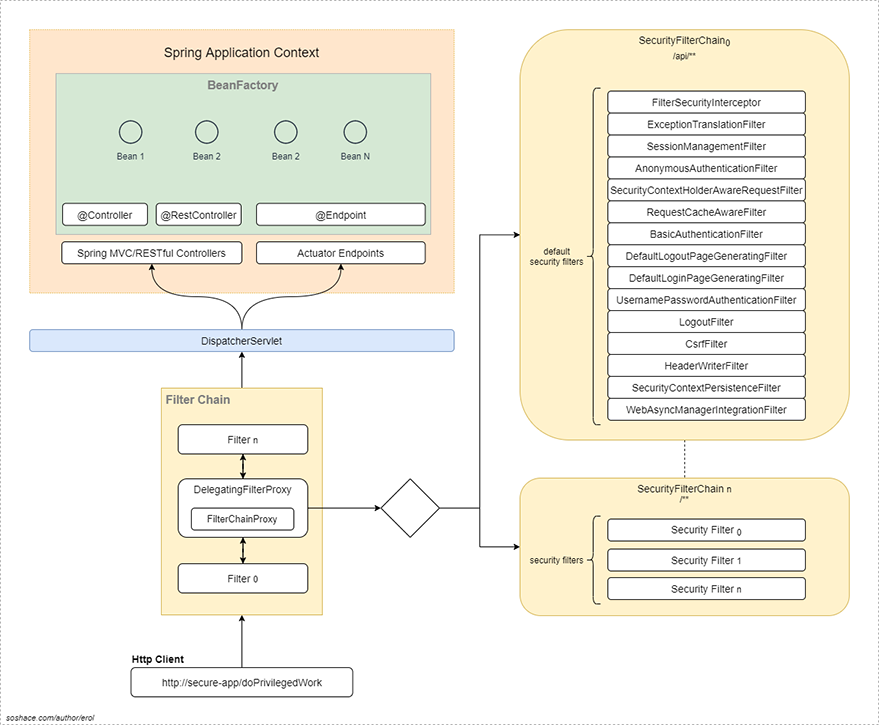 Spring Application Context
BeanFactory
Bean 1
Bean 2
Bean 2
Bean N
@Controller
@RestController
@Endpoint
Spring MVC/RESTful Controllers
Actuator Endpoints
DispatcherServlet
Filter Chain
Filter n
DelegatingFilterProxy
FilterChainProxy
Filter 0
Http Client
http://secure-app/doPrivilegedWork
SecurityFilterChain0
/api/**
default
security filters
FilterSecurityInterceptor
ExceptionTranslationFilter
SessionManagementFilter
AnonymousAuthenticationFilter
SecurityContextHolderAwareRequestFilter
RequestCacheAwareFilter
BasicAuthenticationFilter
DefaultLogoutPageGeneratingFilter
DefaultLoginPageGeneratingFilter
UsernamePasswordAuthenticationFilter
LogoutFilter
CsrfFilter
HeaderWriterFilter
SecurityContextPersistenceFilter
WebAsyncManagerIntegrationFilter
SecurityFilterChain n
/**
security filters
Security Filter 0
Security Filter 1
Security Filter n
soshace.com/author/erol